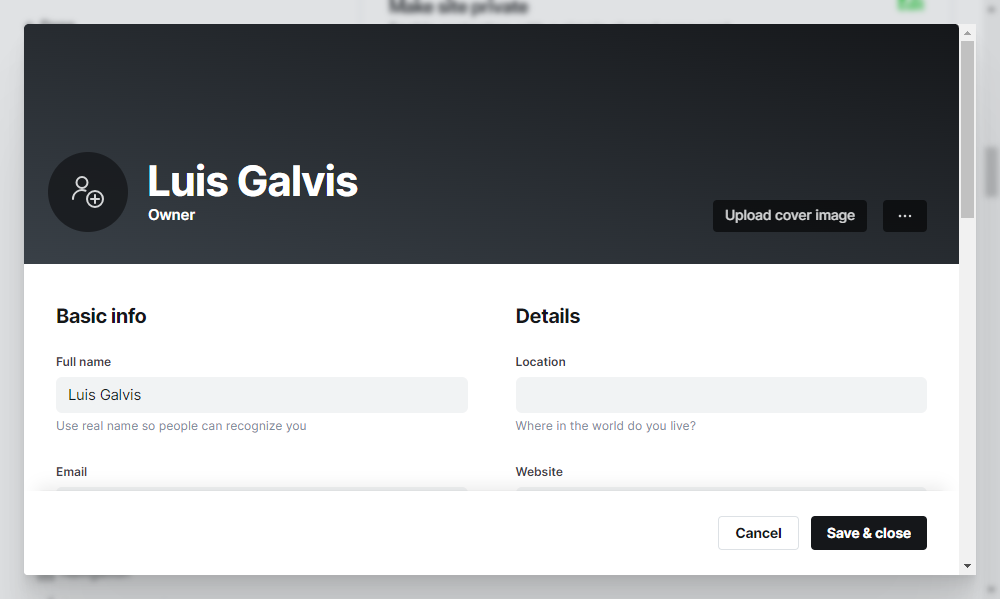 Make site private
Luis Galvis
Owner
Upload cover image
...
Basic info
Details
Full name
Location
Luis Galvis
Use real name so people can recognize you
Where in the world do you live?
Email
Website
Cancel
Save & close